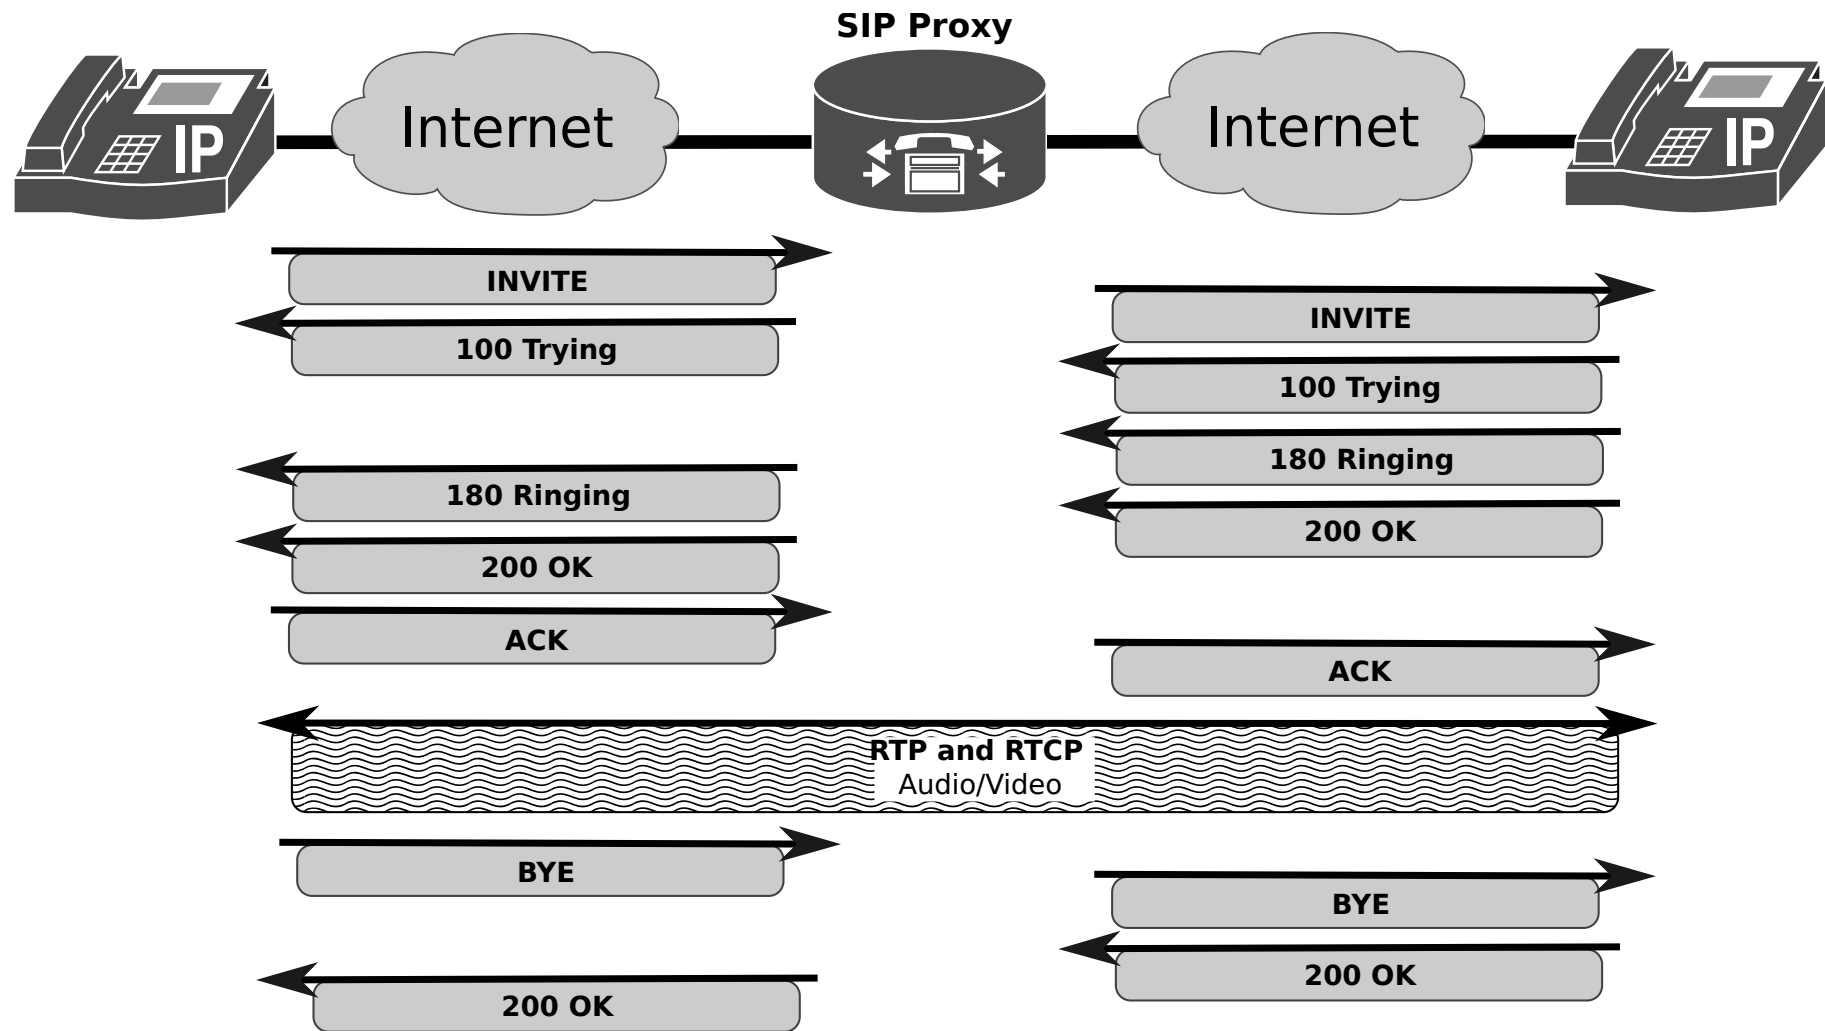 SIP Proxy
Internet
Internet
IP
IP
INVITE
INVITE
100 Trying
100 Trying
180 Ringing
180 Ringing
200 OK
200 OK
ACK
ACK
RTP and RTCP
Audio/Video
BYE
BYE
200 OK
200 OK